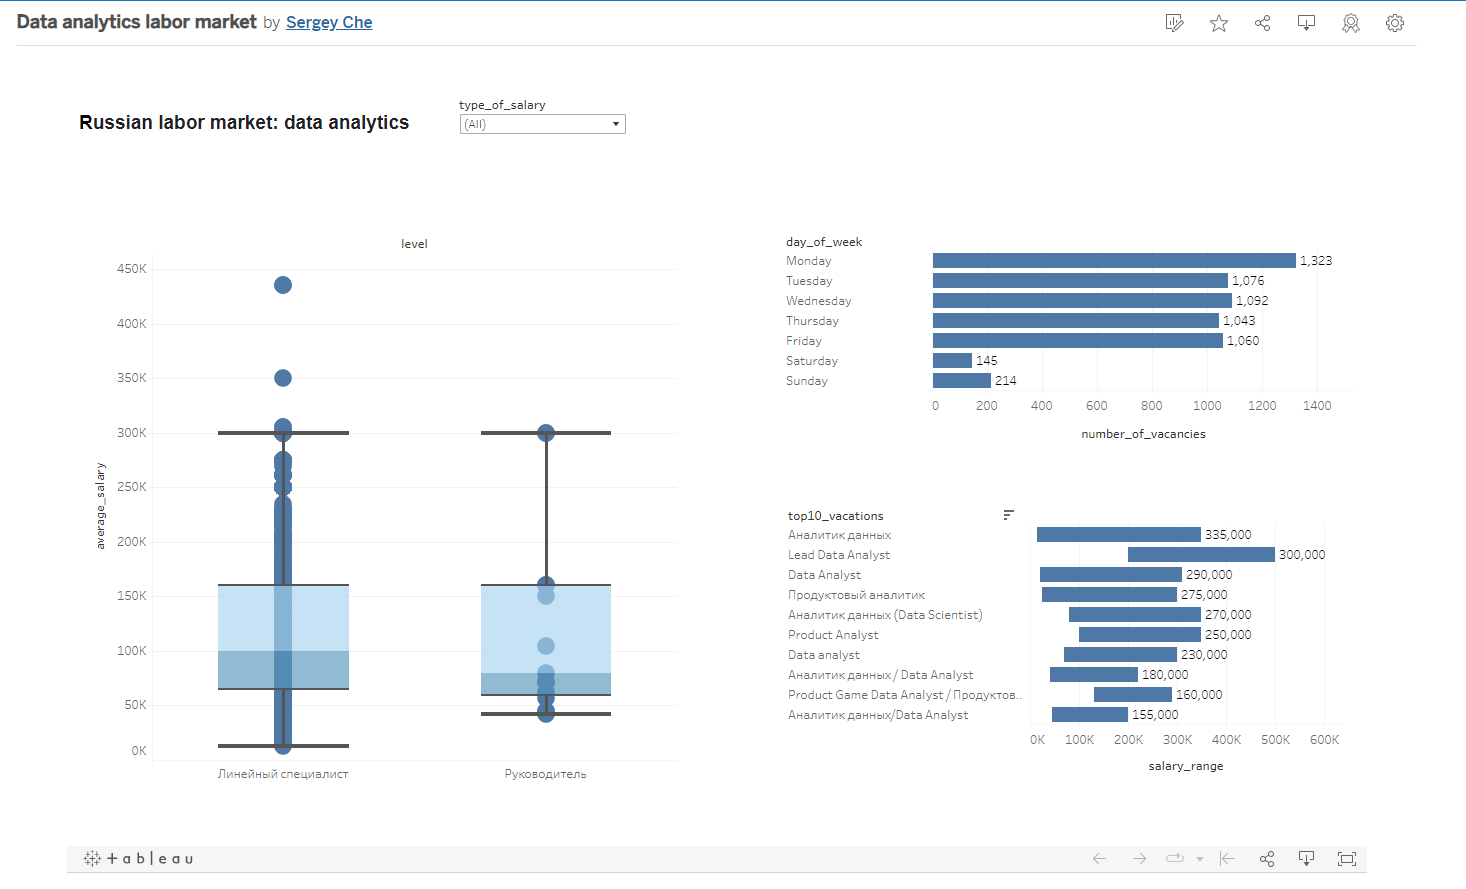 Data analytics labor market by Sergey Che
Russian labor market: data analytics
type_of_salary
(All)
level
average_salary
450K
400K
350K
300K
250K
200K
150K
100K
50K
0K
Линейный специалист
Руководитель
day_of_week
Monday 1,323
Tuesday 1,076
Wednesday 1,092
Thursday 1,043
Friday 1,060
Saturday 145
Sunday 214
0 200 400 600 800 1000 1200 1400
number_of_vacancies
top10_vacations
Аналитик данных 335,000
Lead Data Analyst 300,000
Data Analyst 290,000
Продуктовый аналитик 275,000
Аналитик данных (Data Scientist) 270,000
Product Analyst 250,000
Data analyst 230,000
Аналитик данных / Data Analyst 180,000
Product Game Data Analyst / Продуктов.. 160,000
Аналитик данных/Data Analyst 155,000
0K 100K 200K 300K 400K 500K 600K
salary_range
+ a b l e a u